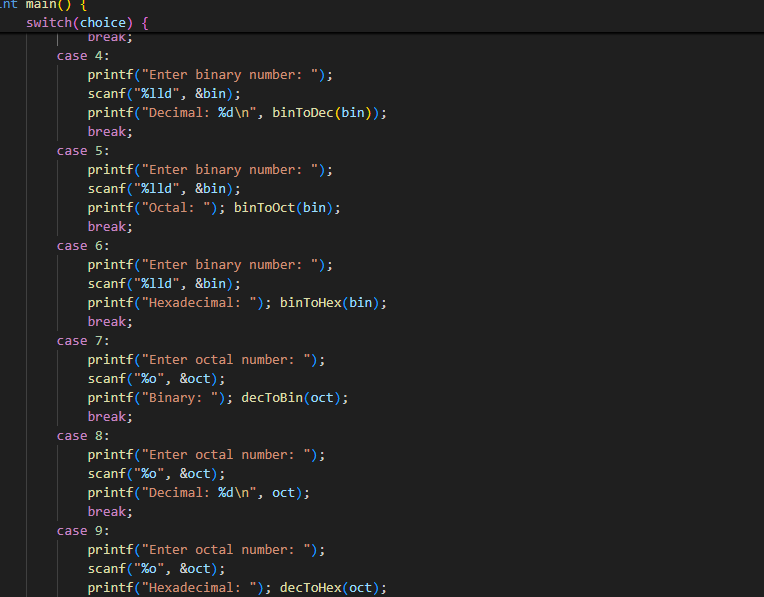 int main() {
switch(choice) {
break;
case 4:
printf("Enter binary number: ");
scanf("%lld", &bin);
printf("Decimal: %d\n", binToDec(bin));
break;
case 5:
printf("Enter binary number: ");
scanf("%lld", &bin);
printf("Octal: "); binToOct(bin);
break;
case 6:
printf("Enter binary number: ");
scanf("%lld", &bin);
printf("Hexadecimal: "); binToHex(bin);
break;
case 7:
printf("Enter octal number: ");
scanf("%o", &oct);
printf("Binary: "); decToBin(oct);
break;
case 8:
printf("Enter octal number: ");
scanf("%o", &oct);
printf("Decimal: %d\n", oct);
break;
case 9:
printf("Enter octal number: ");
scanf("%o", &oct);
printf("Hexadecimal: "); decToHex(oct);